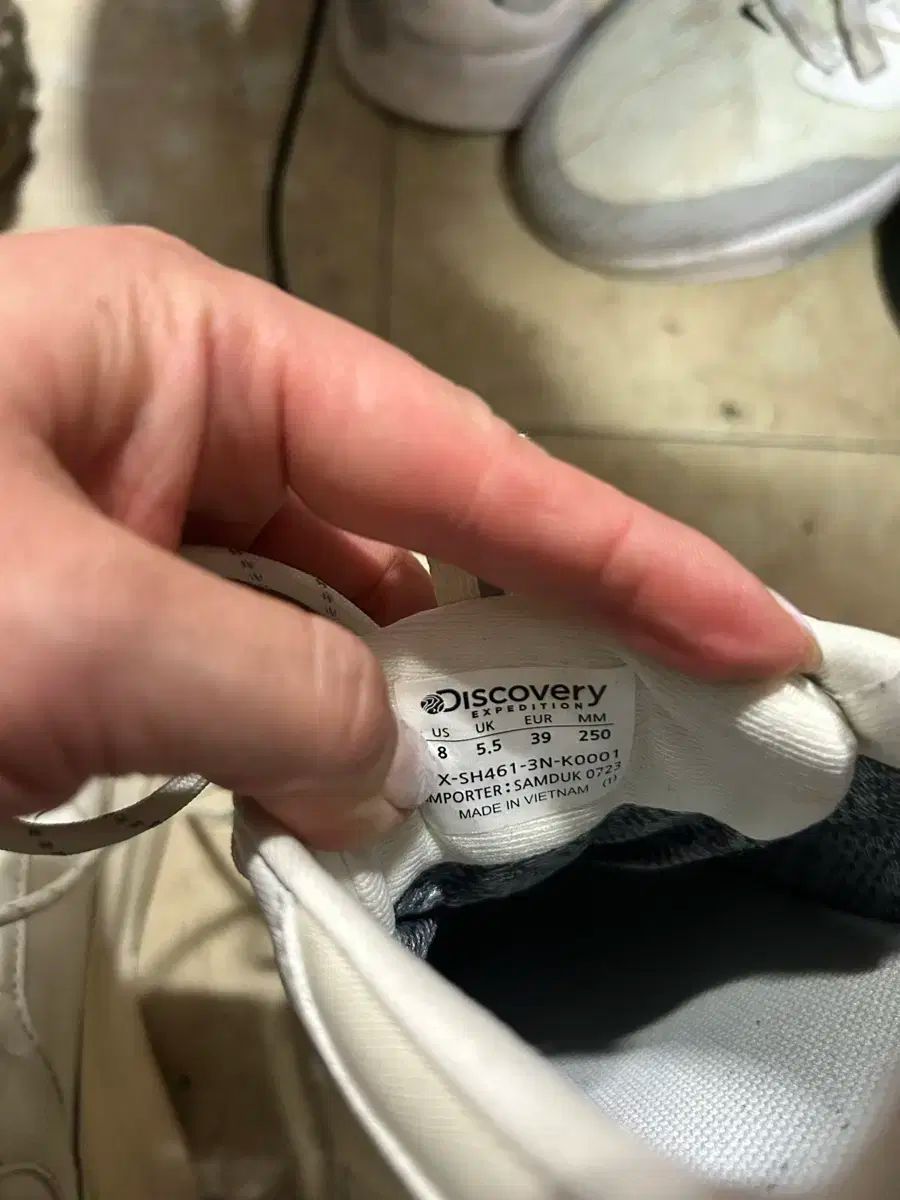 Discovery
EXPEDITION
US UK EUR MM
8 5.5 39 250
X-SH461-3N-K0001
IMPORTER:SAMDUK 0723
MADE IN VIETNAM (1)